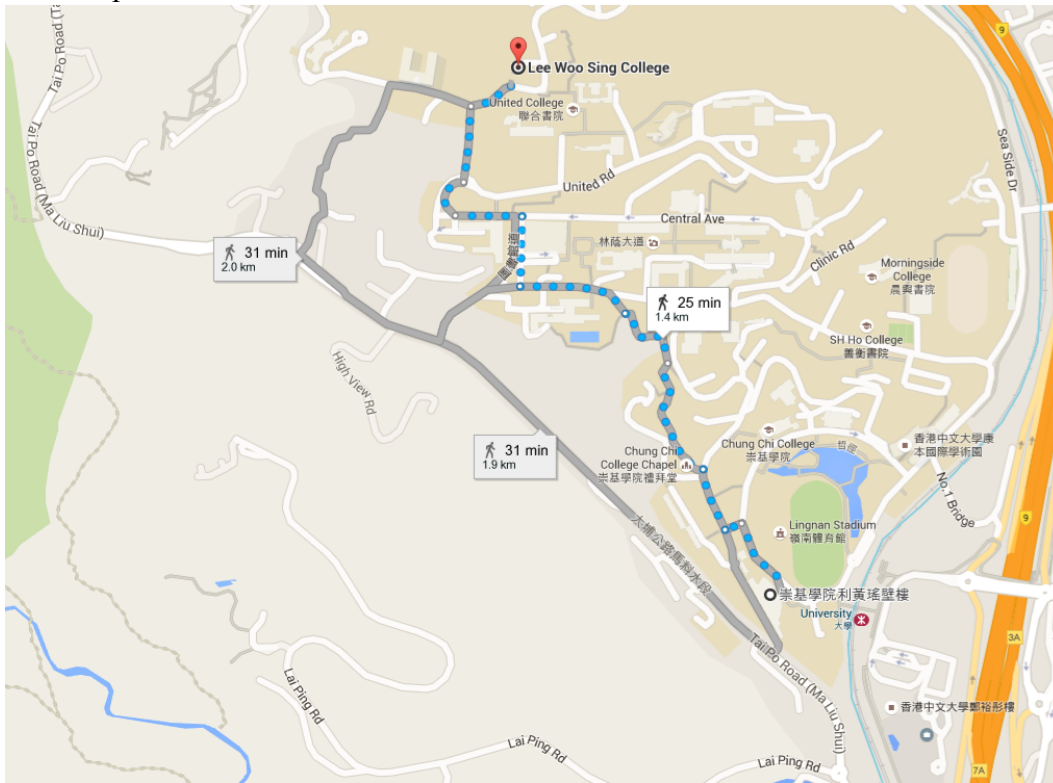 Tai Po Road (Ta
9
Lee Woo Sing College
Tai Po Road (Ma Liu Shui)
United College
聯合書院
Sea Side Dr
United Rd
Central Ave
林蔭大道
Clinic Rd
31 min
2.0 km
圖書館道
Morningside
College
晨興書院
25 min
1.4 km
SH Ho College
善衡書院
High View Rd
31 min
1.9 km
Chung Chi
College Chapel
崇基學院禮拜堂
Chung Chi College
崇基學院
香港中文大學康
本國際學術園
No.1 Bridge
9
Lingnan Stadium
嶺南體育館
大埔公路馬料水段
崇基學院利黃瑤璧樓
University
大學
3A
Tai Po Road (Ma Liu Shui)
Lai Ping Rd
香港中文大學鄭裕彤樓
Lai Ping Rd
Lai Ping Rd
7A